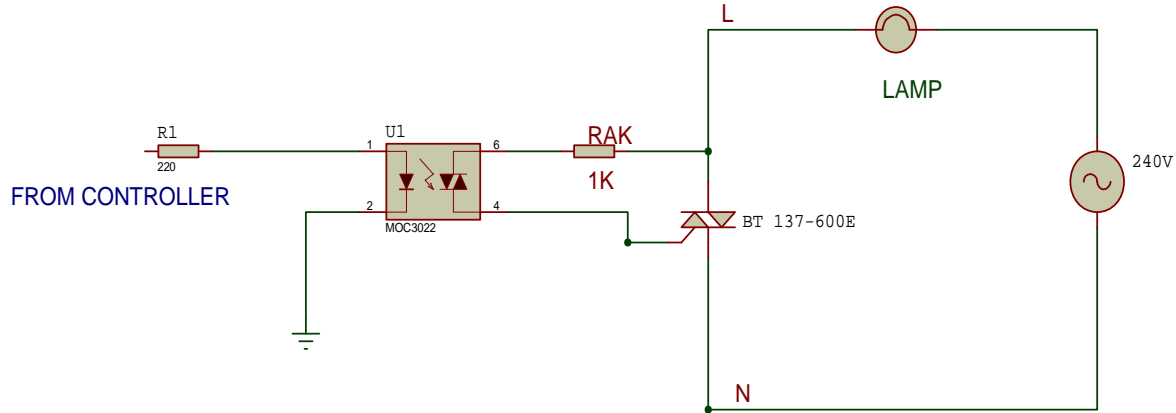 L
LAMP
R1
220
FROM CONTROLLER
U1
1
6
2
4
MOC3022
RAK
1K
240V
BT 137-600E
N